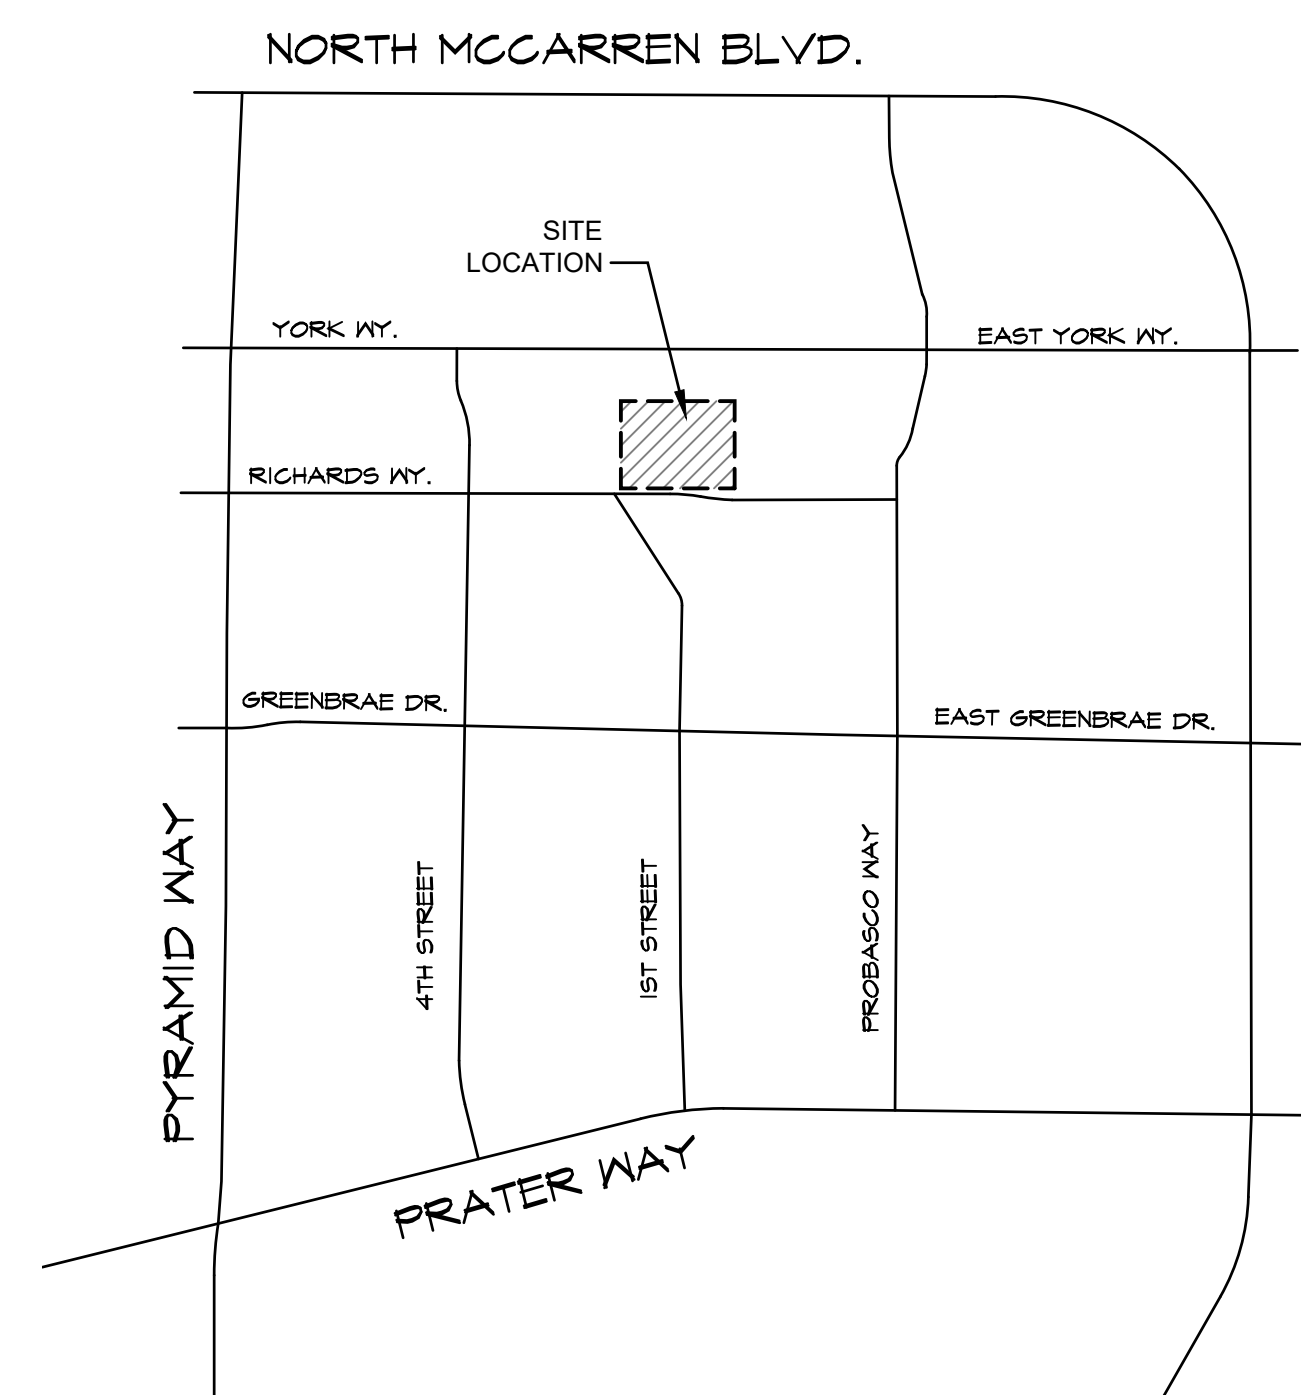 NORTH MCCARREN BLVD.
SITE
LOCATION
YORK WY.
EAST YORK WY.
RICHARDS WY.
GREENBRAE DR.
EAST GREENBRAE DR.
PYRAMID WAY
4TH STREET
1ST STREET
PROBASCO WAY
PRATER WAY